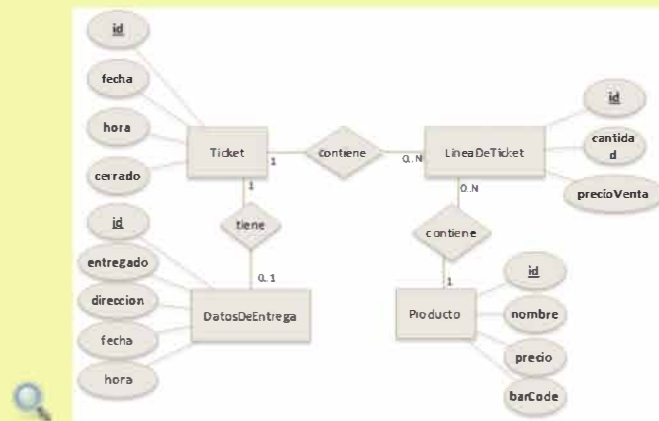 id
fecha
hora
cerrado
Ticket
1
contiene
0..N
LineaDeTicket
id
cantida
d
precioVenta
1
tiene
0..1
0..N
contiene
1
id
entregado
direccion
fecha
hora
DatosDeEntrega
Producto
id
nombre
precio
barCode